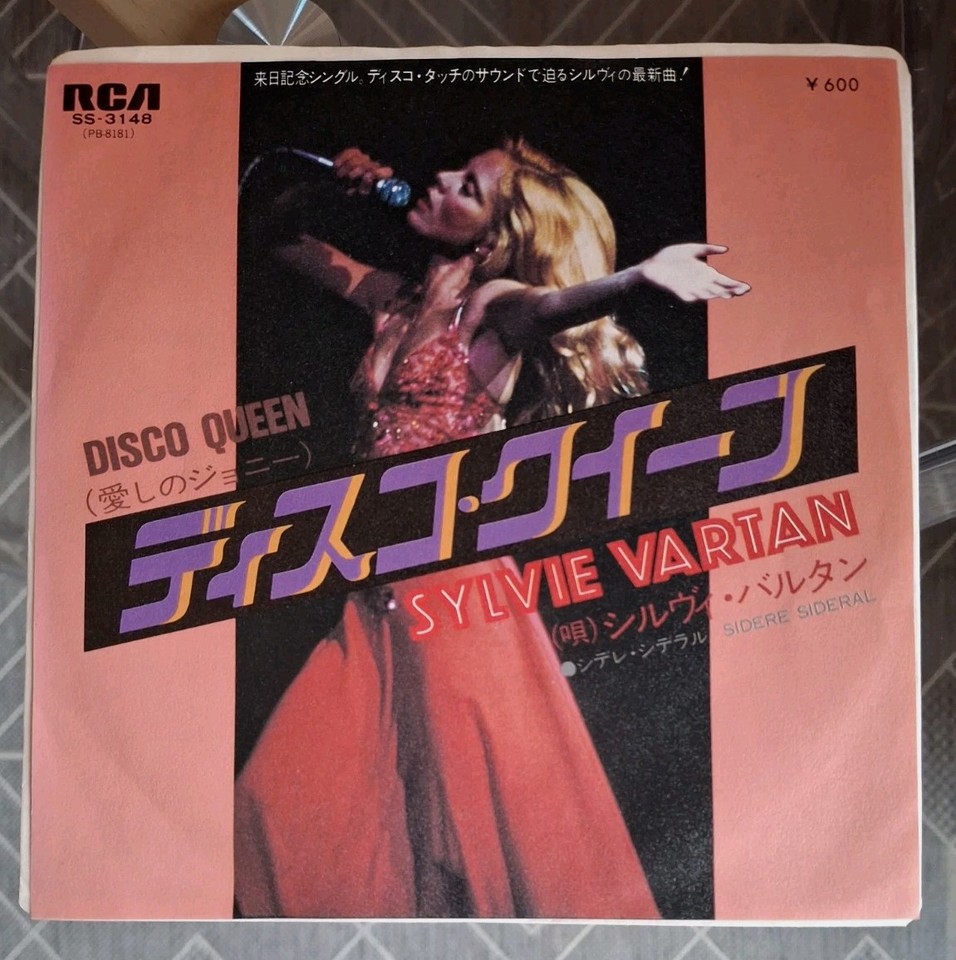 来日記念シングル。ディスコ・タッチのサウンドで迫るシルヴィの最新曲!
¥600
RCA
SS-3148
(PB-8181)
DISCO QUEEN
(愛しのジョニー)
ディスコ・クイーン
SYLVIE VARTAN
(唄)シルヴィ・バルタン
●シデレ・シデラル SIDERE SIDERAL